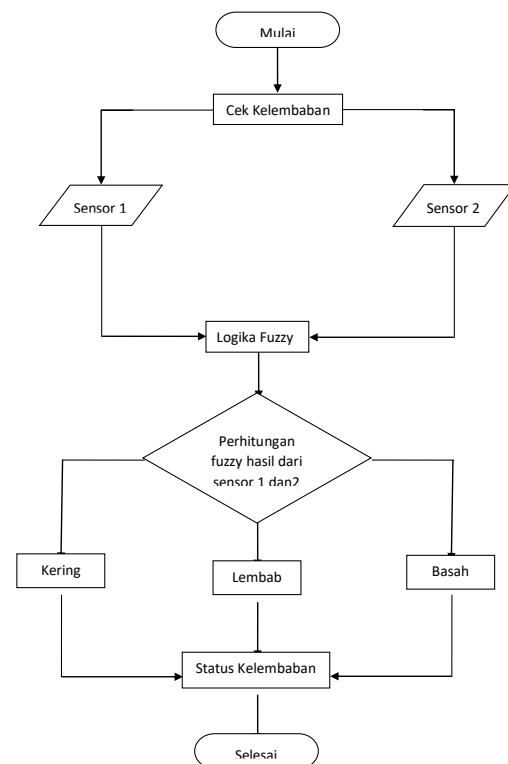 Mulai
Cek Kelembaban
Sensor 1
Sensor 2
Logika Fuzzy
Perhitungan
fuzzy hasil dari
sensor 1 dan2
Kering
Lembab
Basah
Status Kelembaban
Selesai